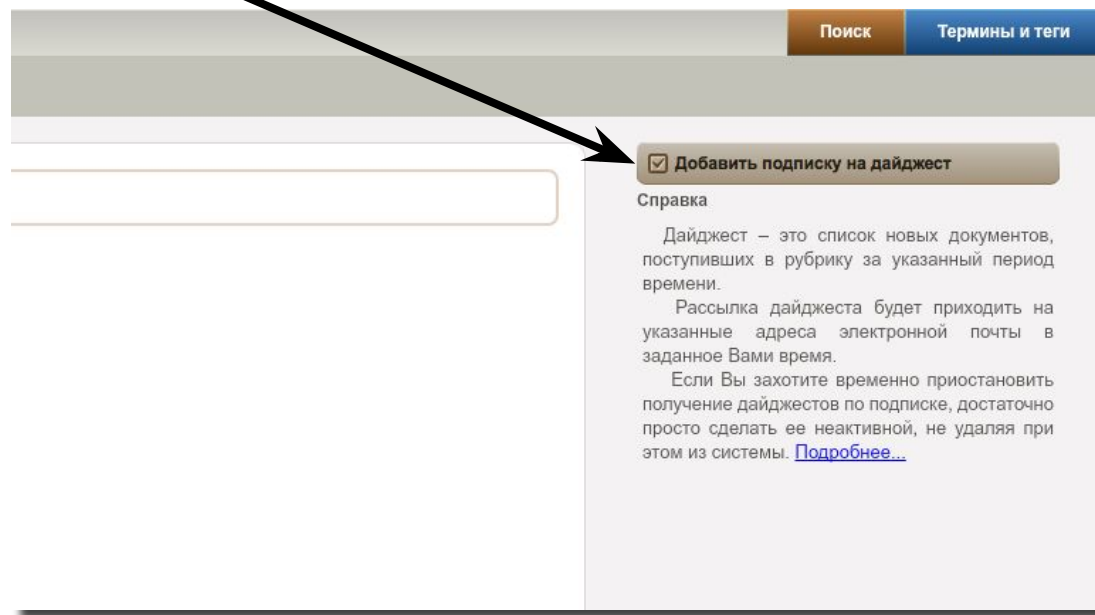 Поиск
Термины и теги
Добавить подписку на дайджест
Справка
Дайджест – это список новых документов,
поступивших в рубрику за указанный период
времени.
Рассылка дайджеста будет приходить на
указанные адреса электронной почты в
заданное Вами время.
Если Вы захотите временно приостановить
получение дайджестов по подписке, достаточно
просто сделать ее неактивной, не удаляя при
этом из системы. Подробнее...